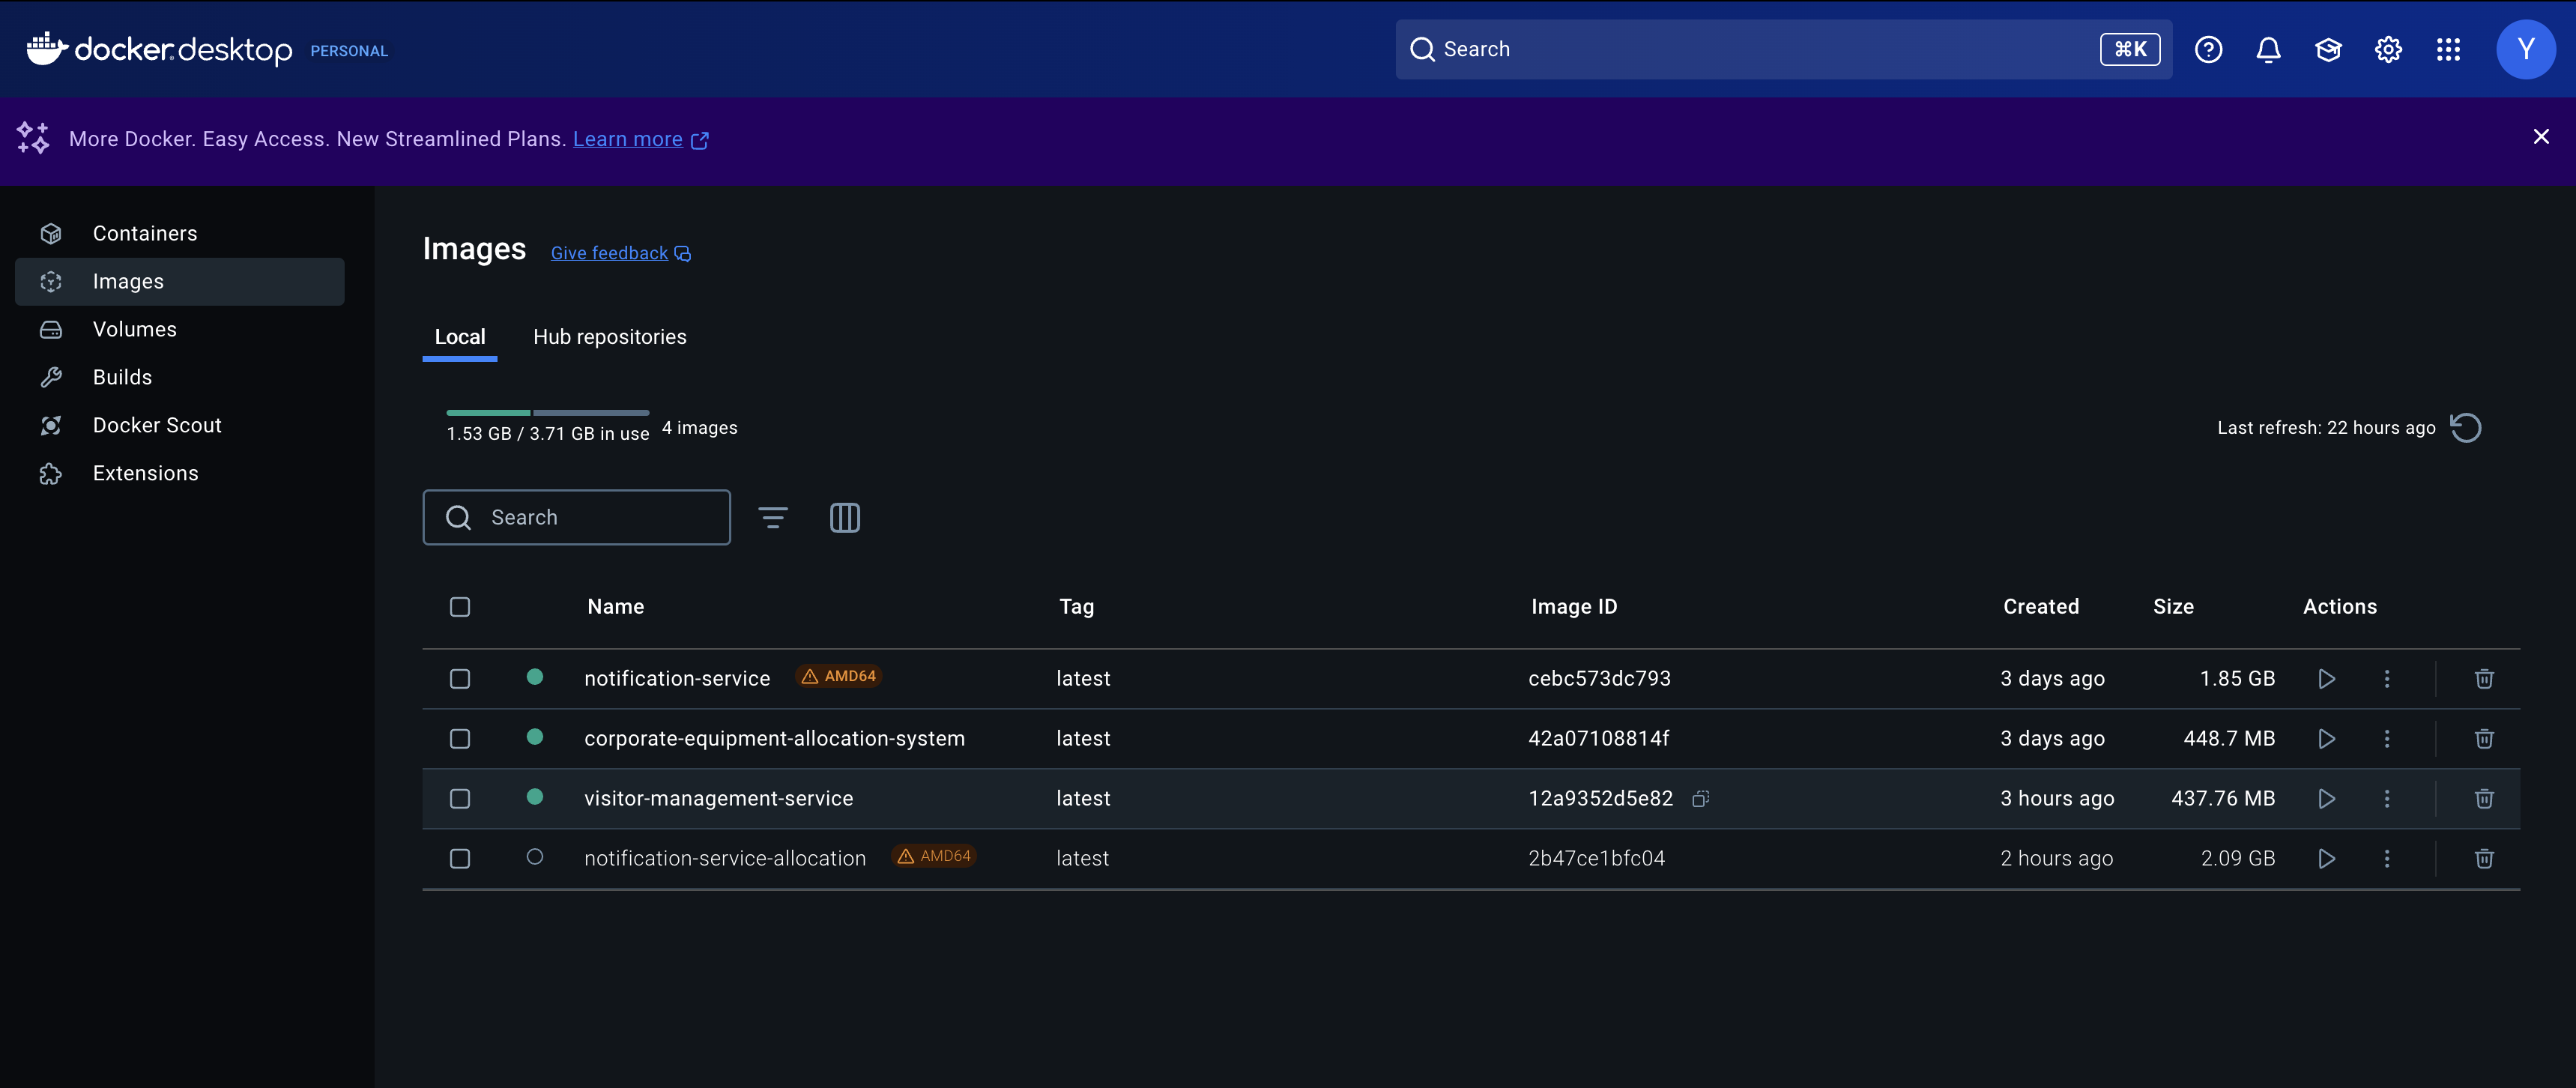 docker desktop PERSONAL
Search ⌘K
Y
More Docker. Easy Access. New Streamlined Plans. Learn more
Containers
Images
Volumes
Builds
Docker Scout
Extensions
Images Give feedback
Local Hub repositories
1.53 GB / 3.71 GB in use 4 images
Last refresh: 22 hours ago
Search
Name Tag Image ID Created Size Actions
notification-service AMD64 latest cebc573dc793 3 days ago 1.85 GB
corporate-equipment-allocation-system latest 42a07108814f 3 days ago 448.7 MB
visitor-management-service latest 12a9352d5e82 3 hours ago 437.76 MB
notification-service-allocation AMD64 latest 2b47ce1bfc04 2 hours ago 2.09 GB